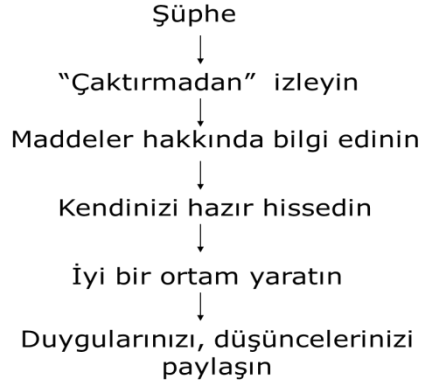 Şüphe
“Çaktırmadan” izleyin
Maddeler hakkında bilgi edinin
Kendinizi hazır hissedin
İyi bir ortam yaratın
Duygularınızı, düşüncelerinizi
paylaşın